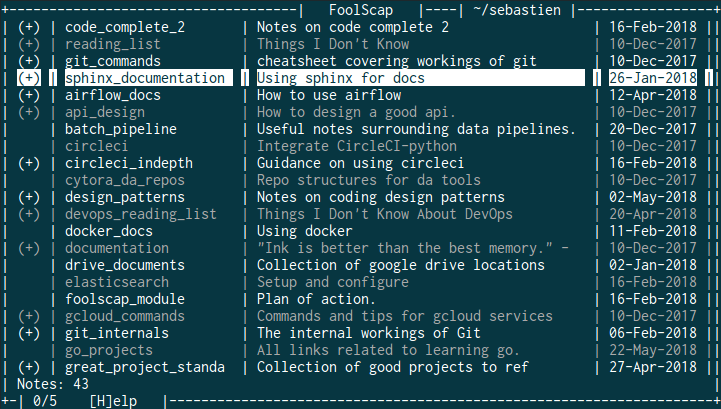 FoolScap ~/sebastien
(+) code_complete_2 Notes on code complete 2 16-Feb-2018
(+) reading_list Things I Don't Know 10-Dec-2017
(+) git_commands cheatsheet covering workings of git 10-Dec-2017
(+) sphinx_documentation Using sphinx for docs 26-Jan-2018
(+) airflow_docs How to use airflow 12-Apr-2018
(+) api_design How to design a good api. 10-Dec-2017
batch_pipeline Useful notes surrounding data pipelines. 20-Dec-2017
circleci Integrate CircleCI-python 10-Dec-2017
(+) circleci_indepth Guidance on using circleci 16-Feb-2018
cytora_da_repos Repo structures for da tools 10-Dec-2017
(+) design_patterns Notes on coding design patterns 02-May-2018
(+) devops_reading_list Things I Don't Know About DevOps 20-Apr-2018
docker_docs Using docker 11-Feb-2018
(+) documentation "Ink is better than the best memory." - 10-Dec-2017
drive_documents Collection of google drive locations 02-Jan-2018
elasticsearch Setup and configure 16-Feb-2018
foolscap_module Plan of action. 16-Feb-2018
(+) gcloud_commands Commands and tips for gcloud services 10-Dec-2017
(+) git_internals The internal workings of Git 06-Feb-2018
go_projects All links related to learning go. 22-May-2018
(+) great_project_standa Collection of good projects to ref 27-Apr-2018
Notes: 43
0/5 [H]elp